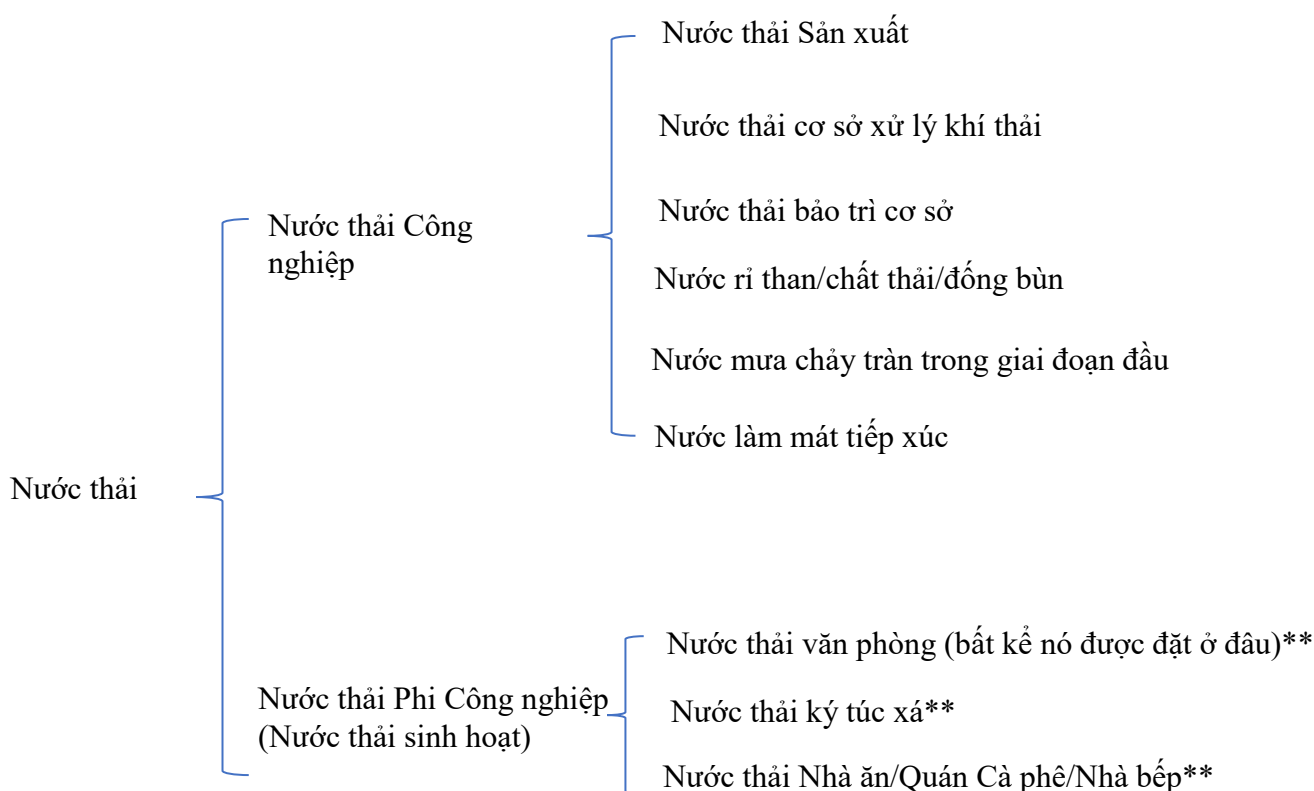 Nước thải Sản xuất
Nước thải cơ sở xử lý khí thải
Nước thải bảo trì cơ sở
Nước thải Công
nghiệp
Nước rỉ than/chất thải/đống bùn
Nước mưa chảy tràn trong giai đoạn đầu
Nước làm mát tiếp xúc
Nước thải
Nước thải văn phòng (bất kể nó được đặt ở đâu)**
Nước thải Phi Công nghiệp
(Nước thải sinh hoạt)
Nước thải ký túc xá**
Nước thải Nhà ăn/Quán Cà phê/Nhà bếp**